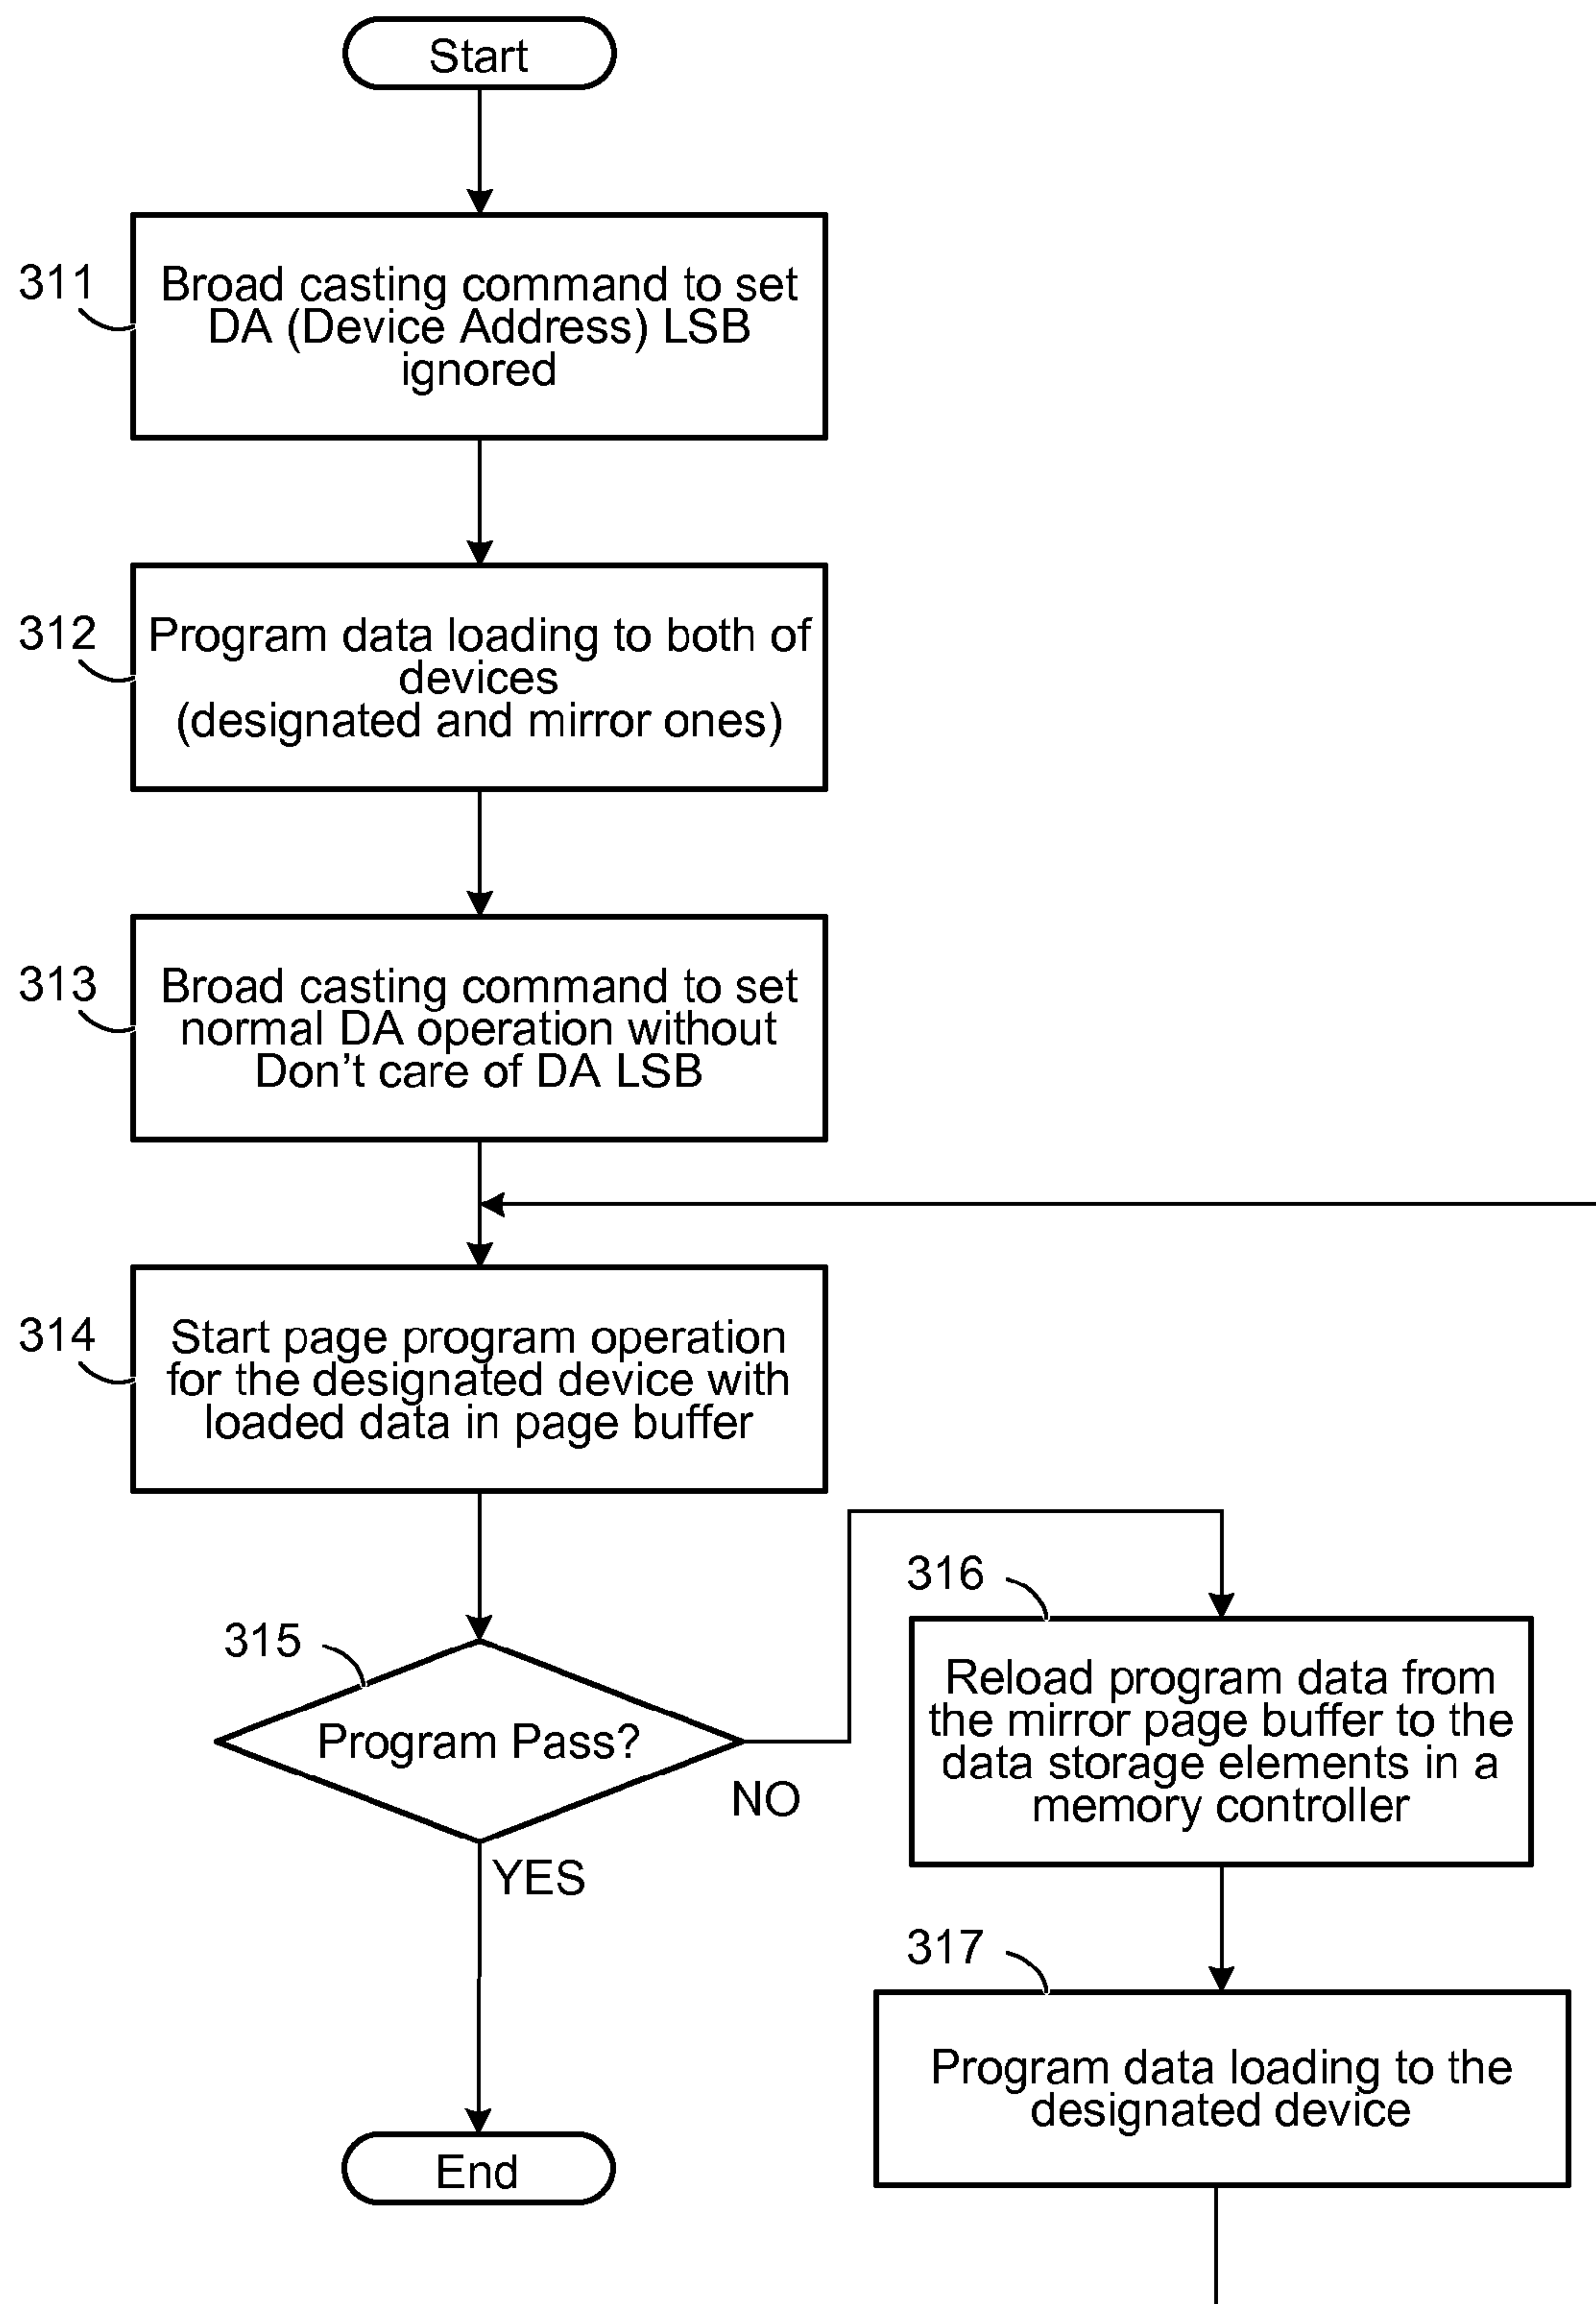 Start
311
Broad casting command to set
DA (Device Address) LSB
ignored
312
Program data loading to both of
devices
(designated and mirror ones)
313
Broad casting command to set
normal DA operation without
Don't care of DA LSB
314
Start page program operation
for the designated device with
loaded data in page buffer
315
Program Pass?
NO
YES
316
Reload program data from
the mirror page buffer to the
data storage elements in a
memory controller
317
Program data loading to the
designated device
End